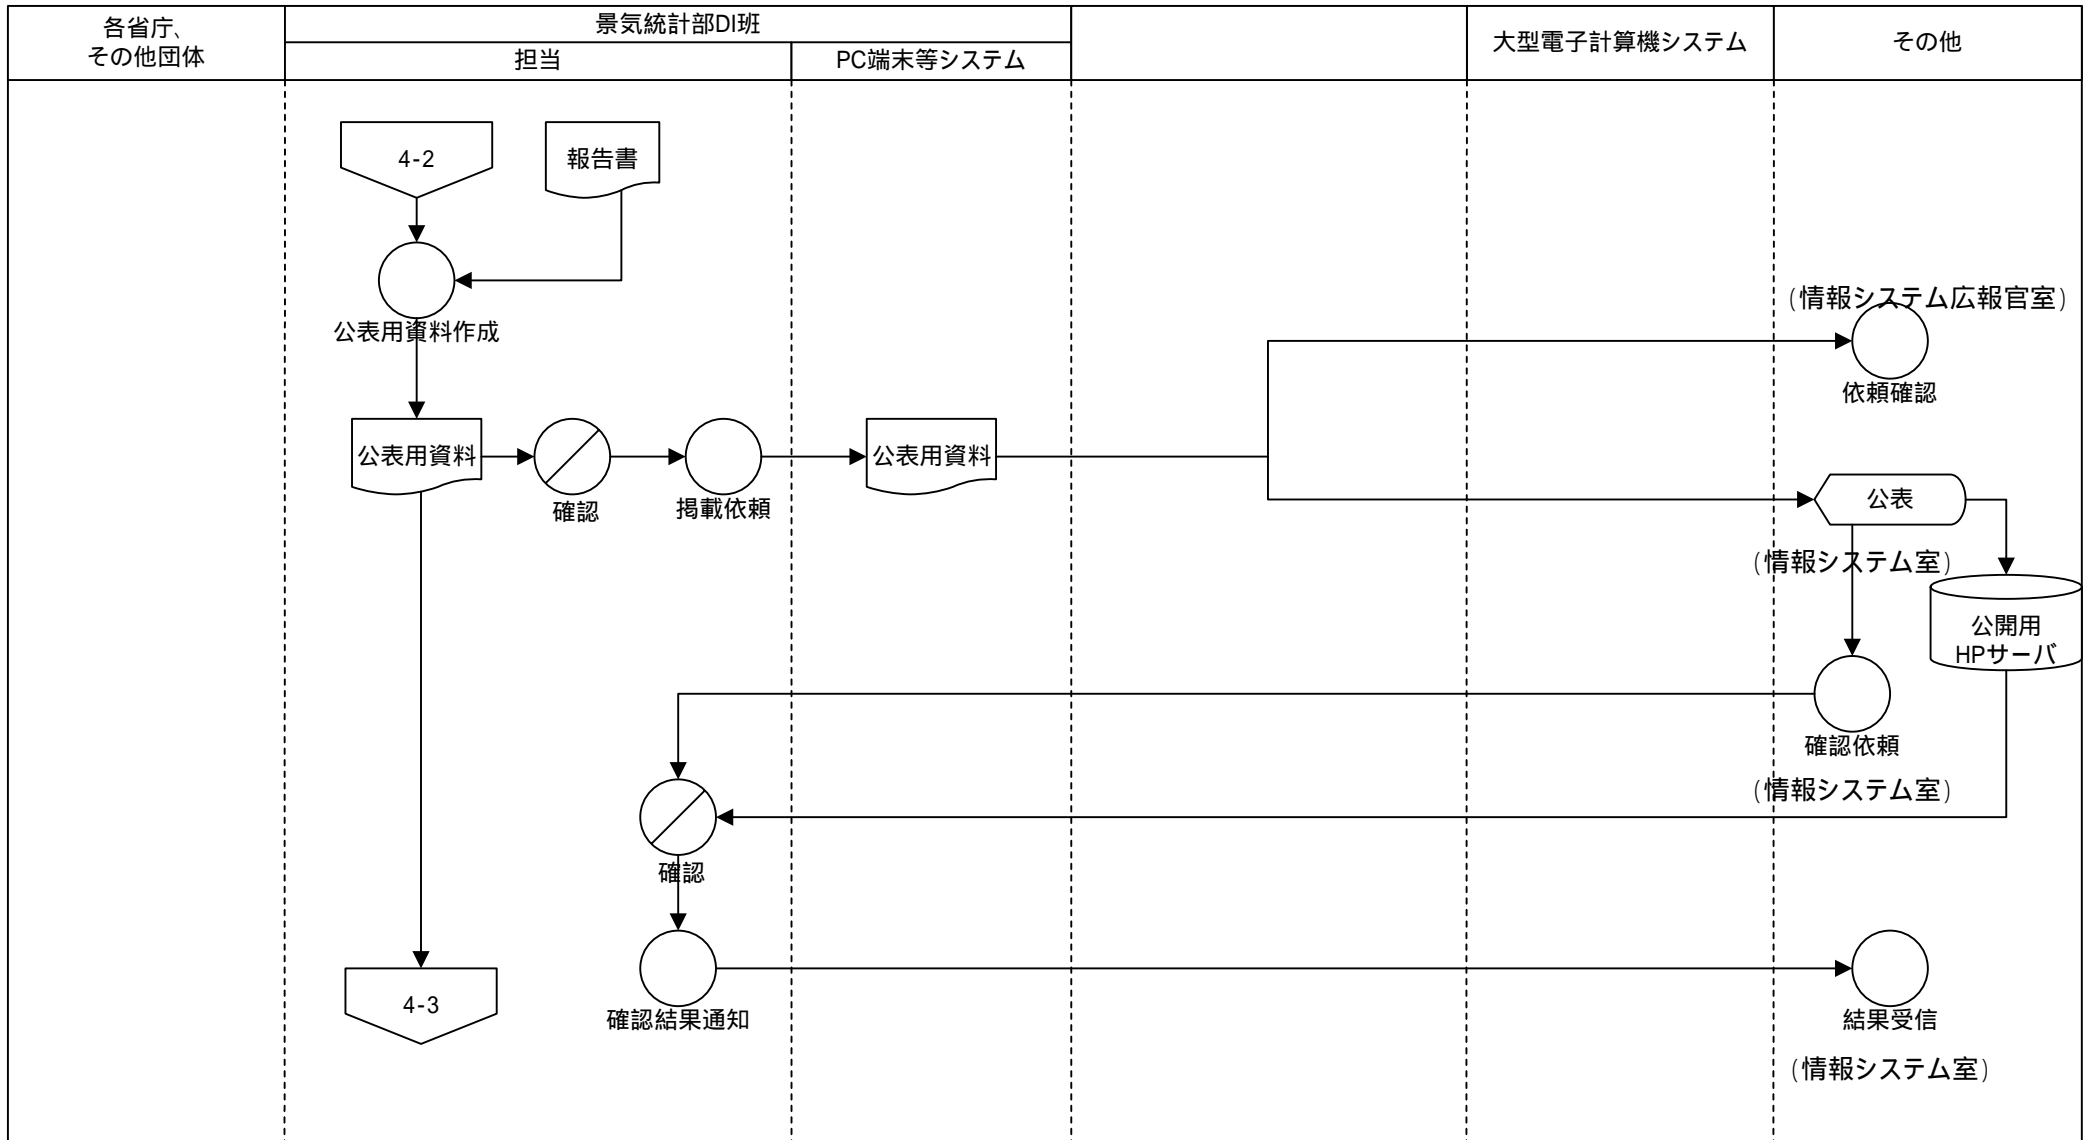 各省庁、
その他団体
景気統計部DI班
担当
PC端末等システム
大型電子計算機システム
その他
4-2
報告書
公表用資料作成
(情報システム広報官室)
依頼確認
公表用資料
確認
掲載依頼
公表用資料
公表
(情報システム室)
公開用
HPサーバ
確認依頼
(情報システム室)
確認
4-3
確認結果通知
結果受信
(情報システム室)